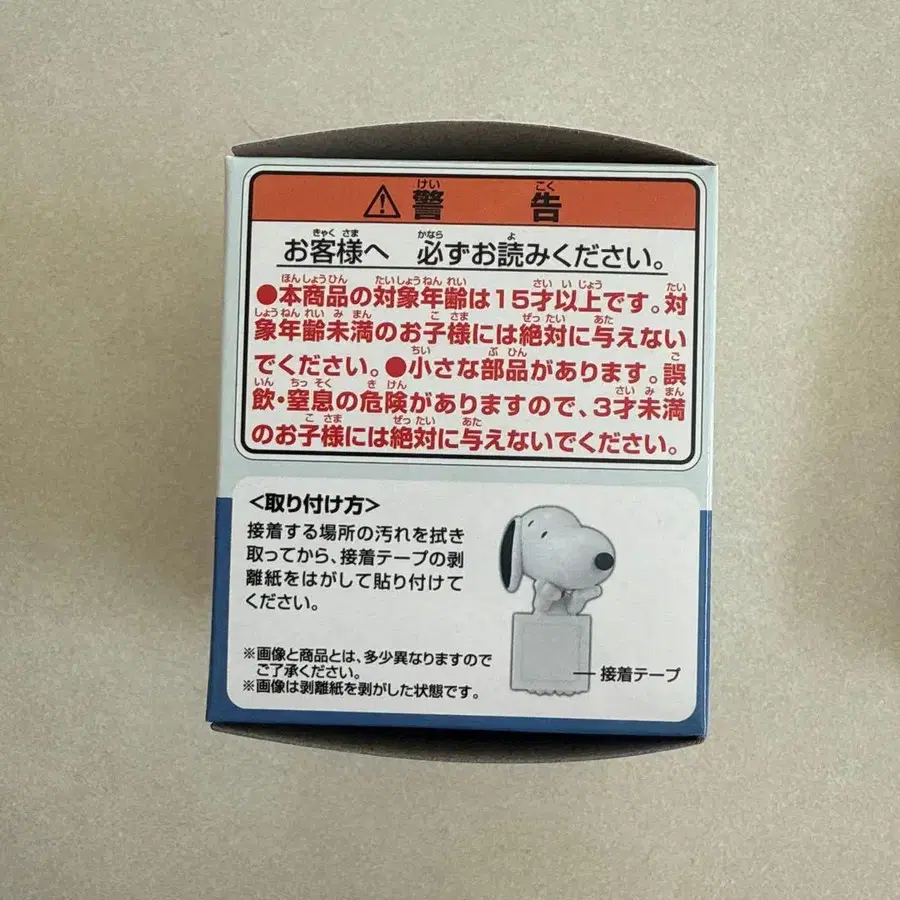 ⚠警告
お客様へ 必ずお読みください。
●本商品の対象年齢は15才以上です。対
象年齢未満のお子様には絶対に与えない
でください。●小さな部品があります。誤
飲・窒息の危険がありますので、3才未満
のお子様には絶対に与えないでください。
<取り付け方>
接着する場所の汚れを拭き
取ってから、接着テープの剥
離紙をはがして貼り付けて
ください。
※画像と商品とは、多少異なりますので
ご了承ください。
※画像は剥離紙を剥がした状態です。
接着テープ